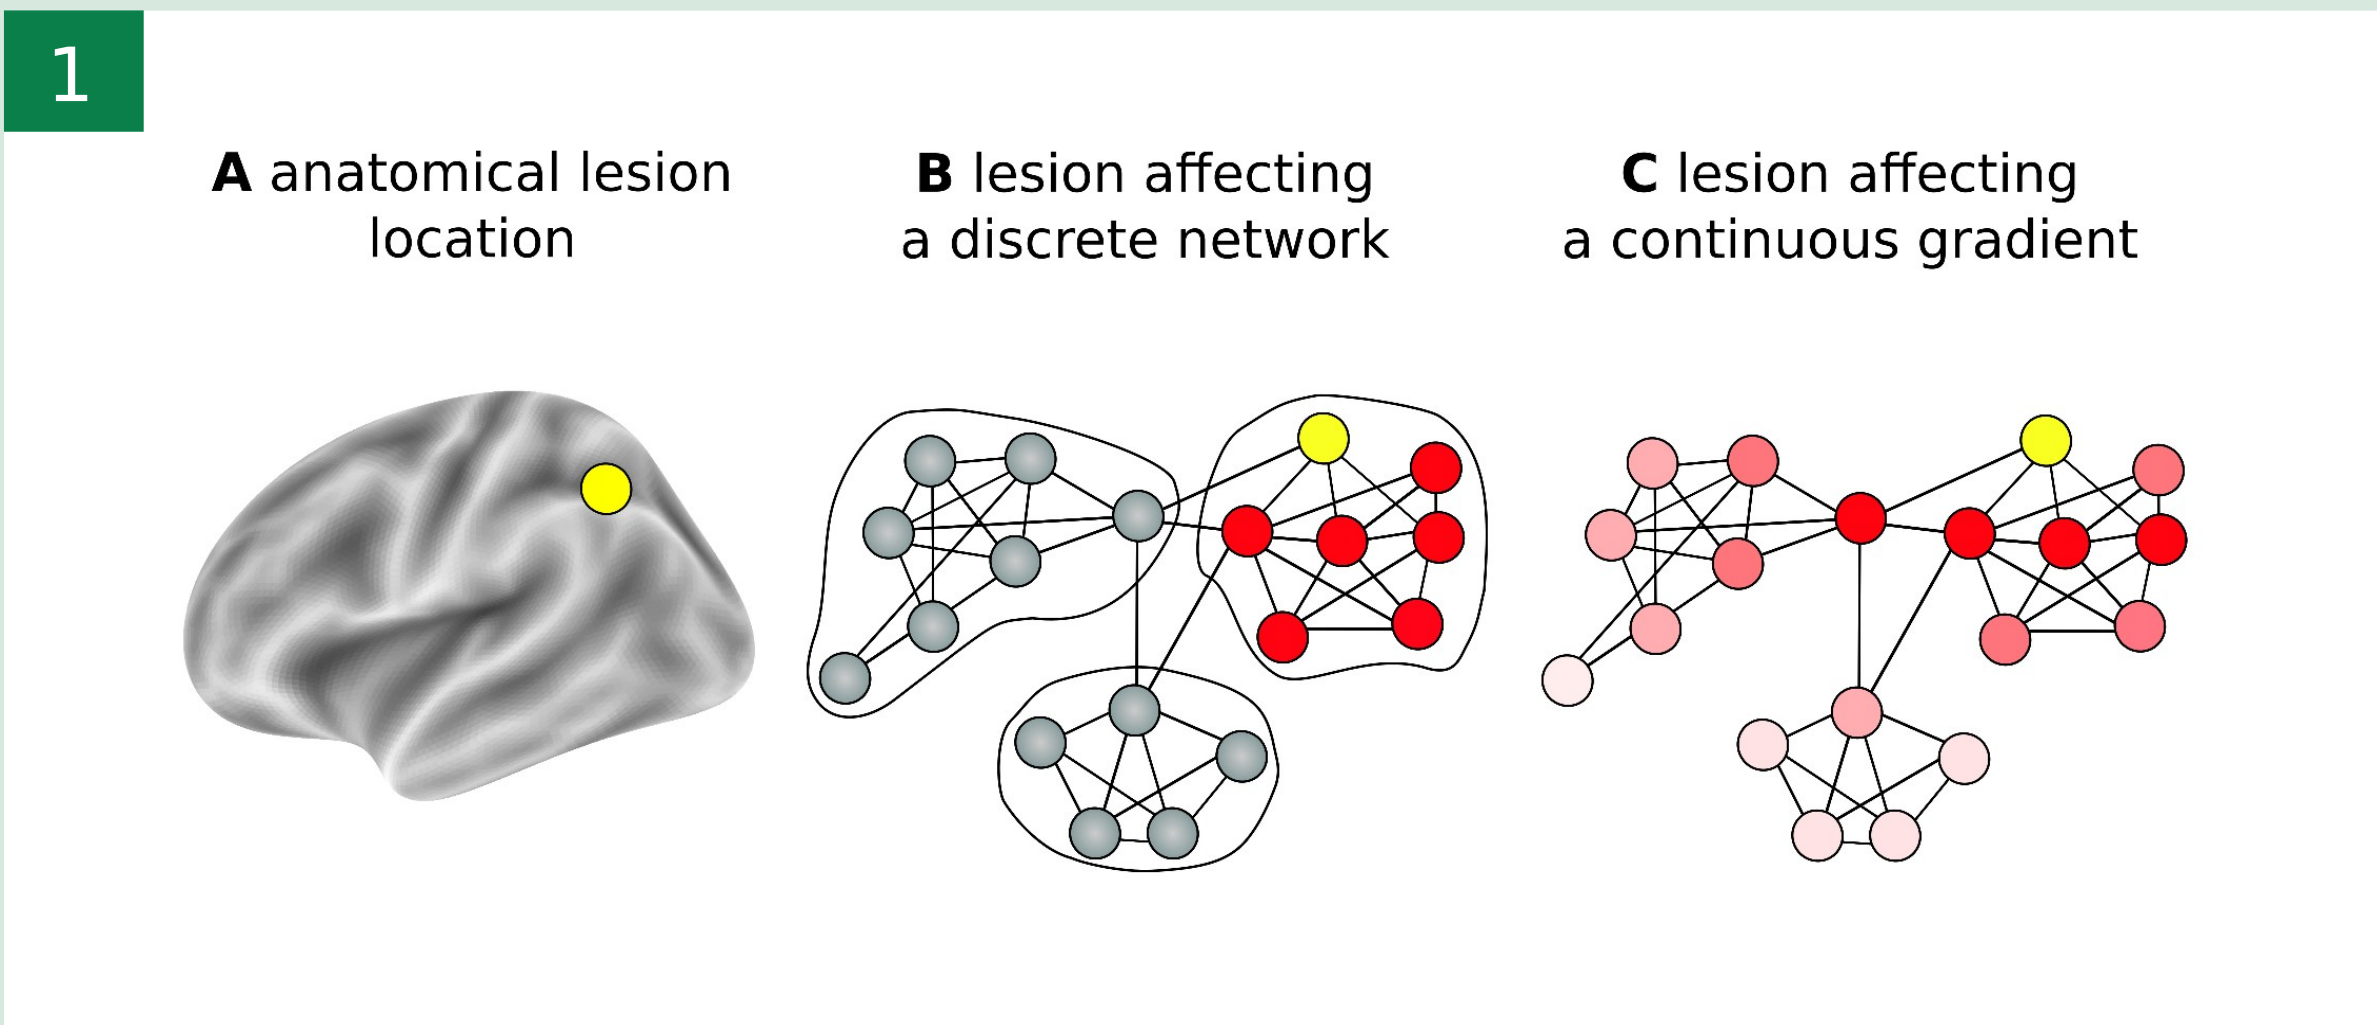 1
A anatomical lesion
location
B lesion affecting
a discrete network
C lesion affecting
a continuous gradient